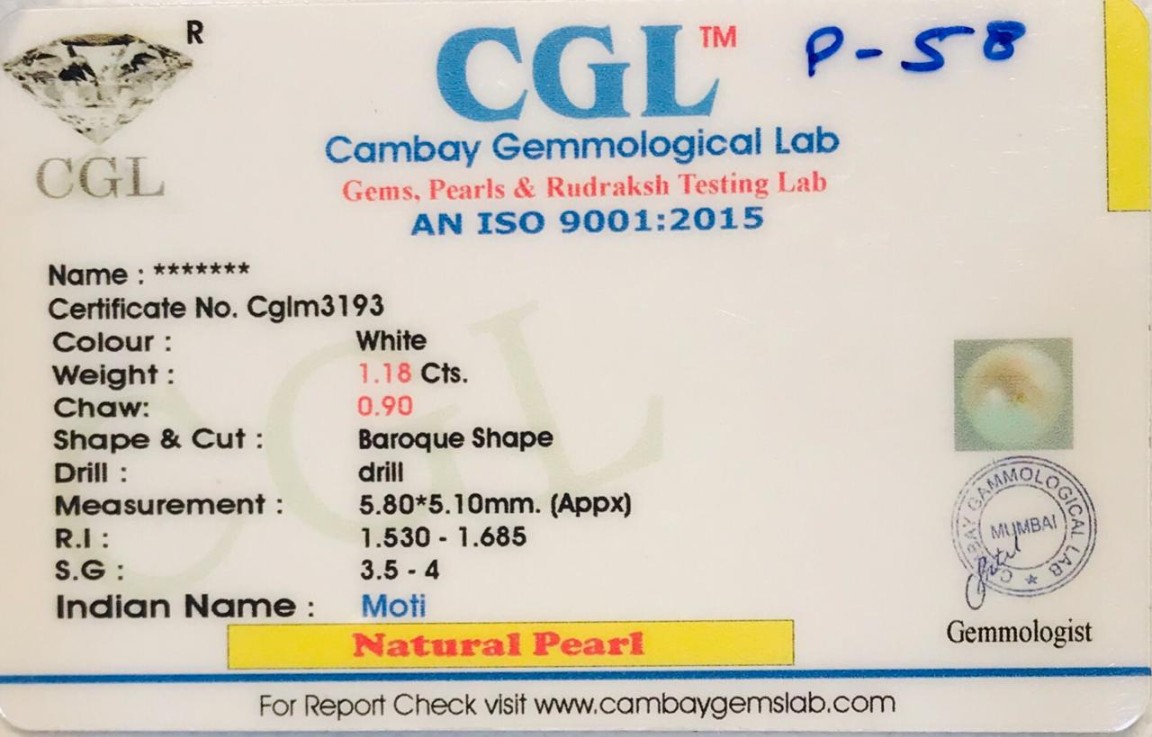 R
CGL
CGL™
P-58
Cambay Gemmological Lab
Gems, Pearls & Rudraksh Testing Lab
AN ISO 9001:2015
Name : *******
Certificate No. Cglm3193
Colour : White
Weight : 1.18 Cts.
Chaw: 0.90
Shape & Cut : Baroque Shape
Drill : drill
Measurement : 5.80*5.10mm. (Appx)
R.I : 1.530 - 1.685
S.G : 3.5 - 4
Indian Name : Moti
Natural Pearl
CAMBAY GAMMOLOGICAL LAB
MUMBAI
Gemmologist
For Report Check visit www.cambaygemslab.com
CGL